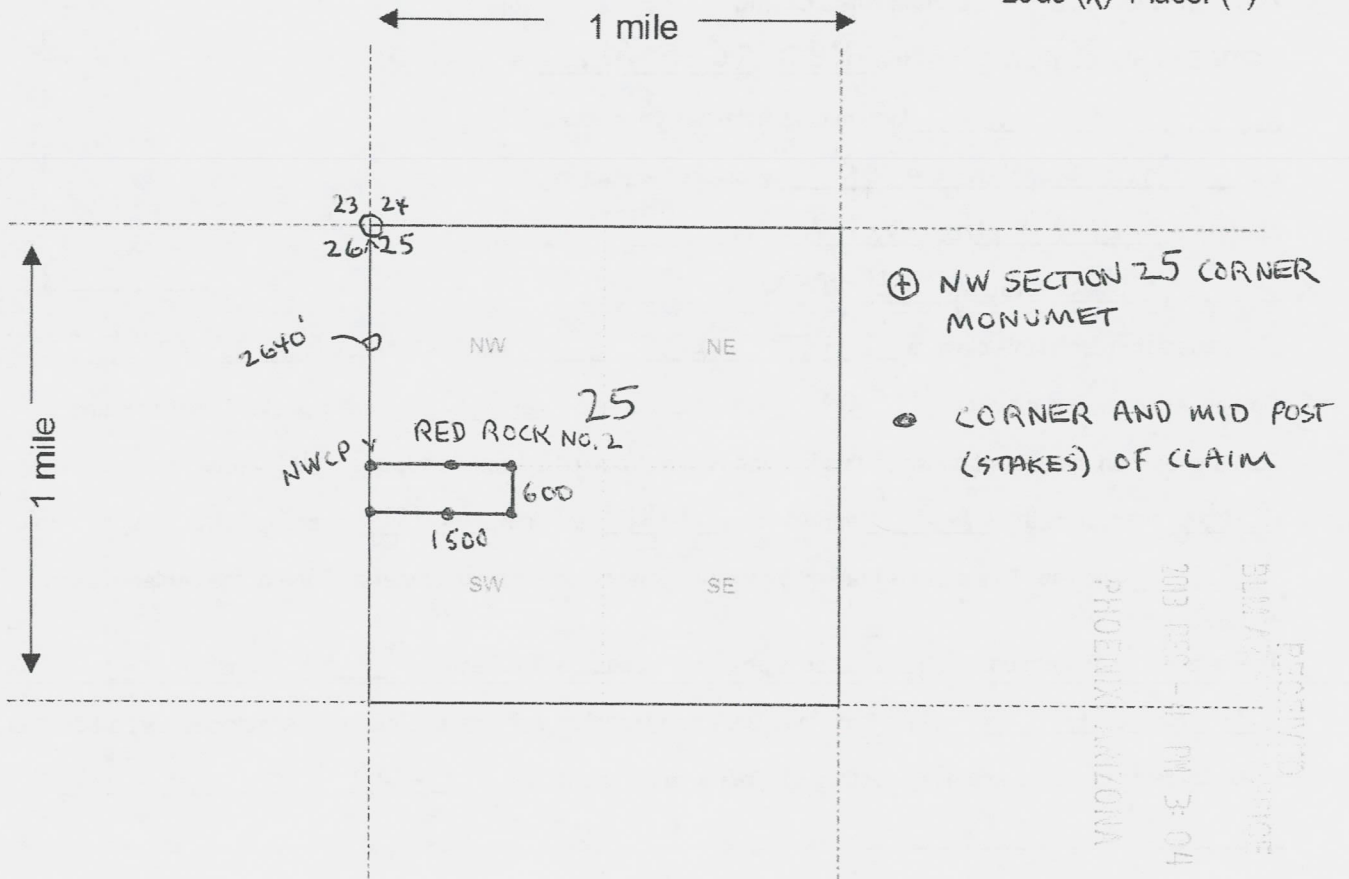 Lode (X) Placer ( )
1 mile
23 24
26 25
⊕ NW SECTION 25 CORNER
MONUMET
2640'
NW
NE
1 mile
25
RED ROCK NO. 2
NWCP
● CORNER AND MID POST
(STAKES) OF CLAIM
600
1500
SW
SE
RECEIVED
2013 DEC -4 PM 3:04
PHOENIX, ARIZONA